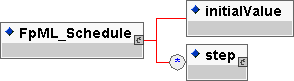 FpML_Schedule
initialValue
*
step